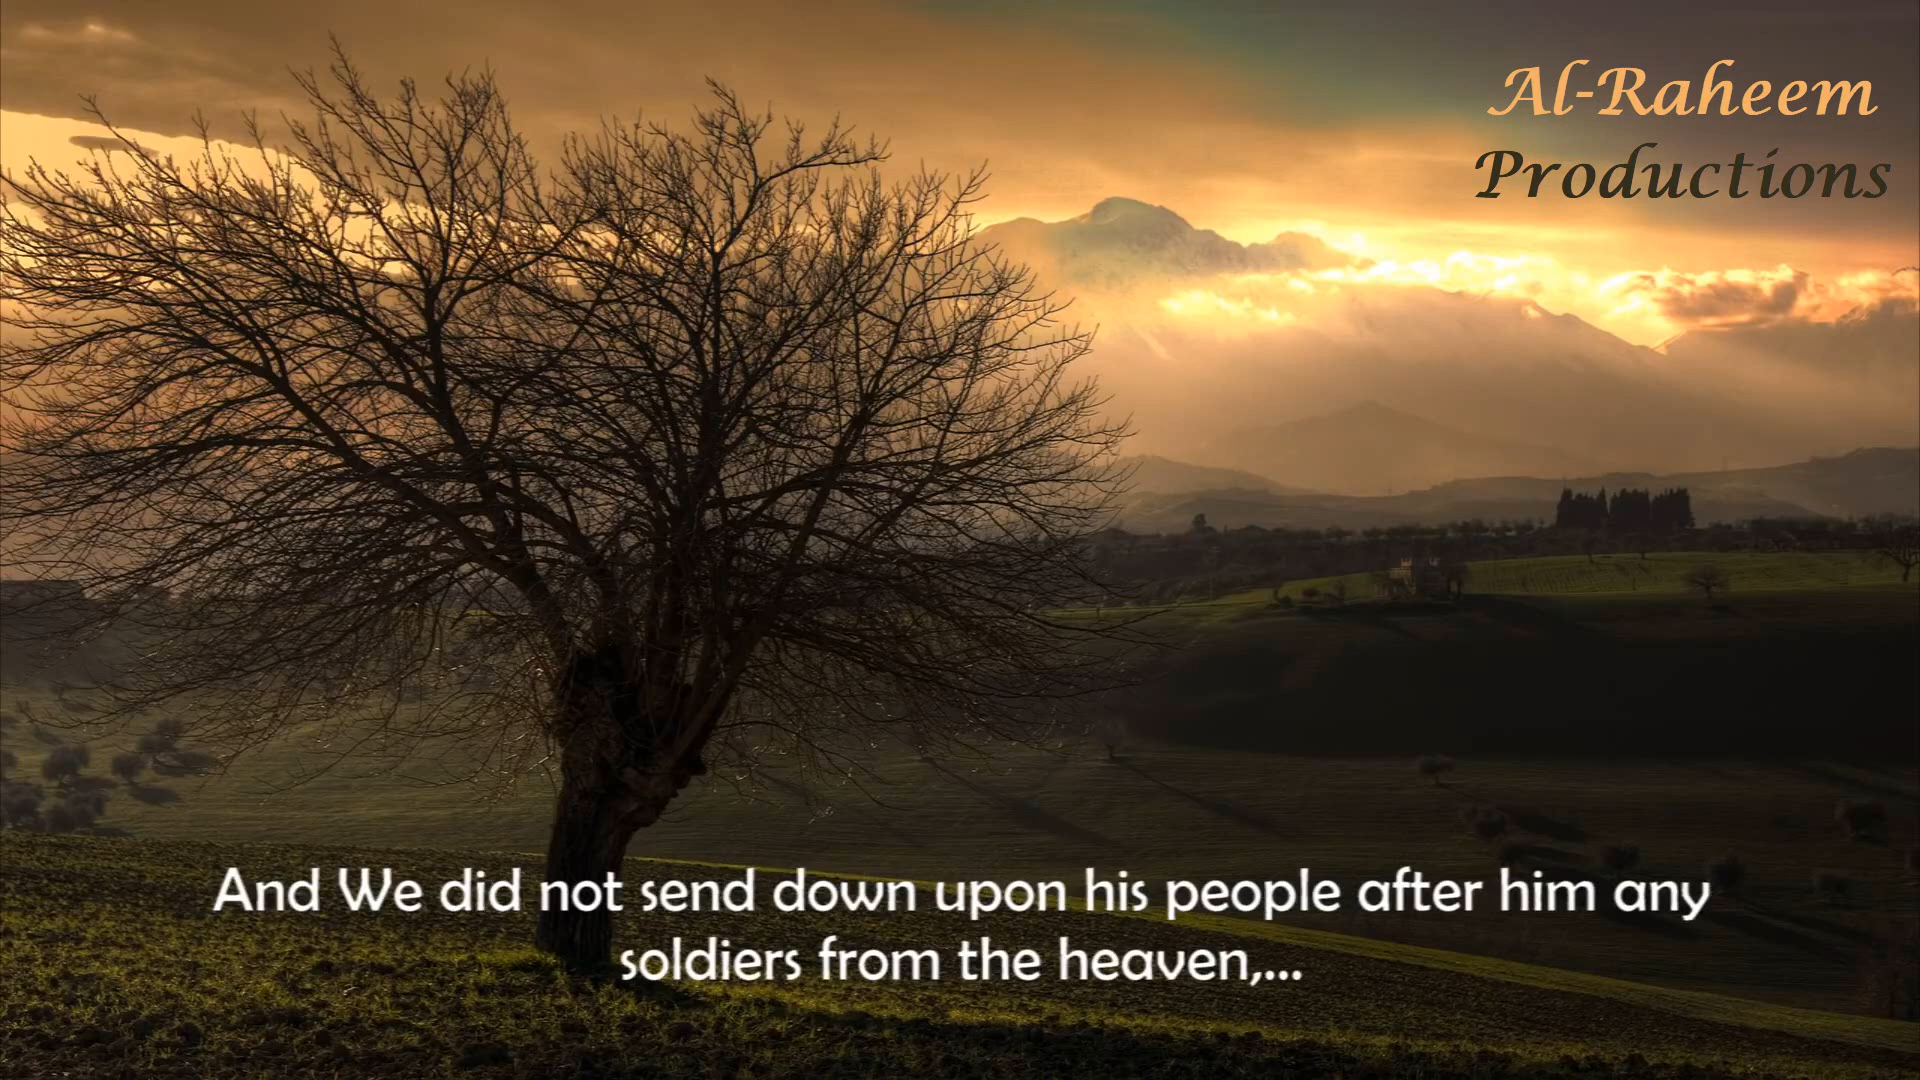 Al-Raheem
Productions
And We did not send down upon his people after him any
soldiers from the heaven,...